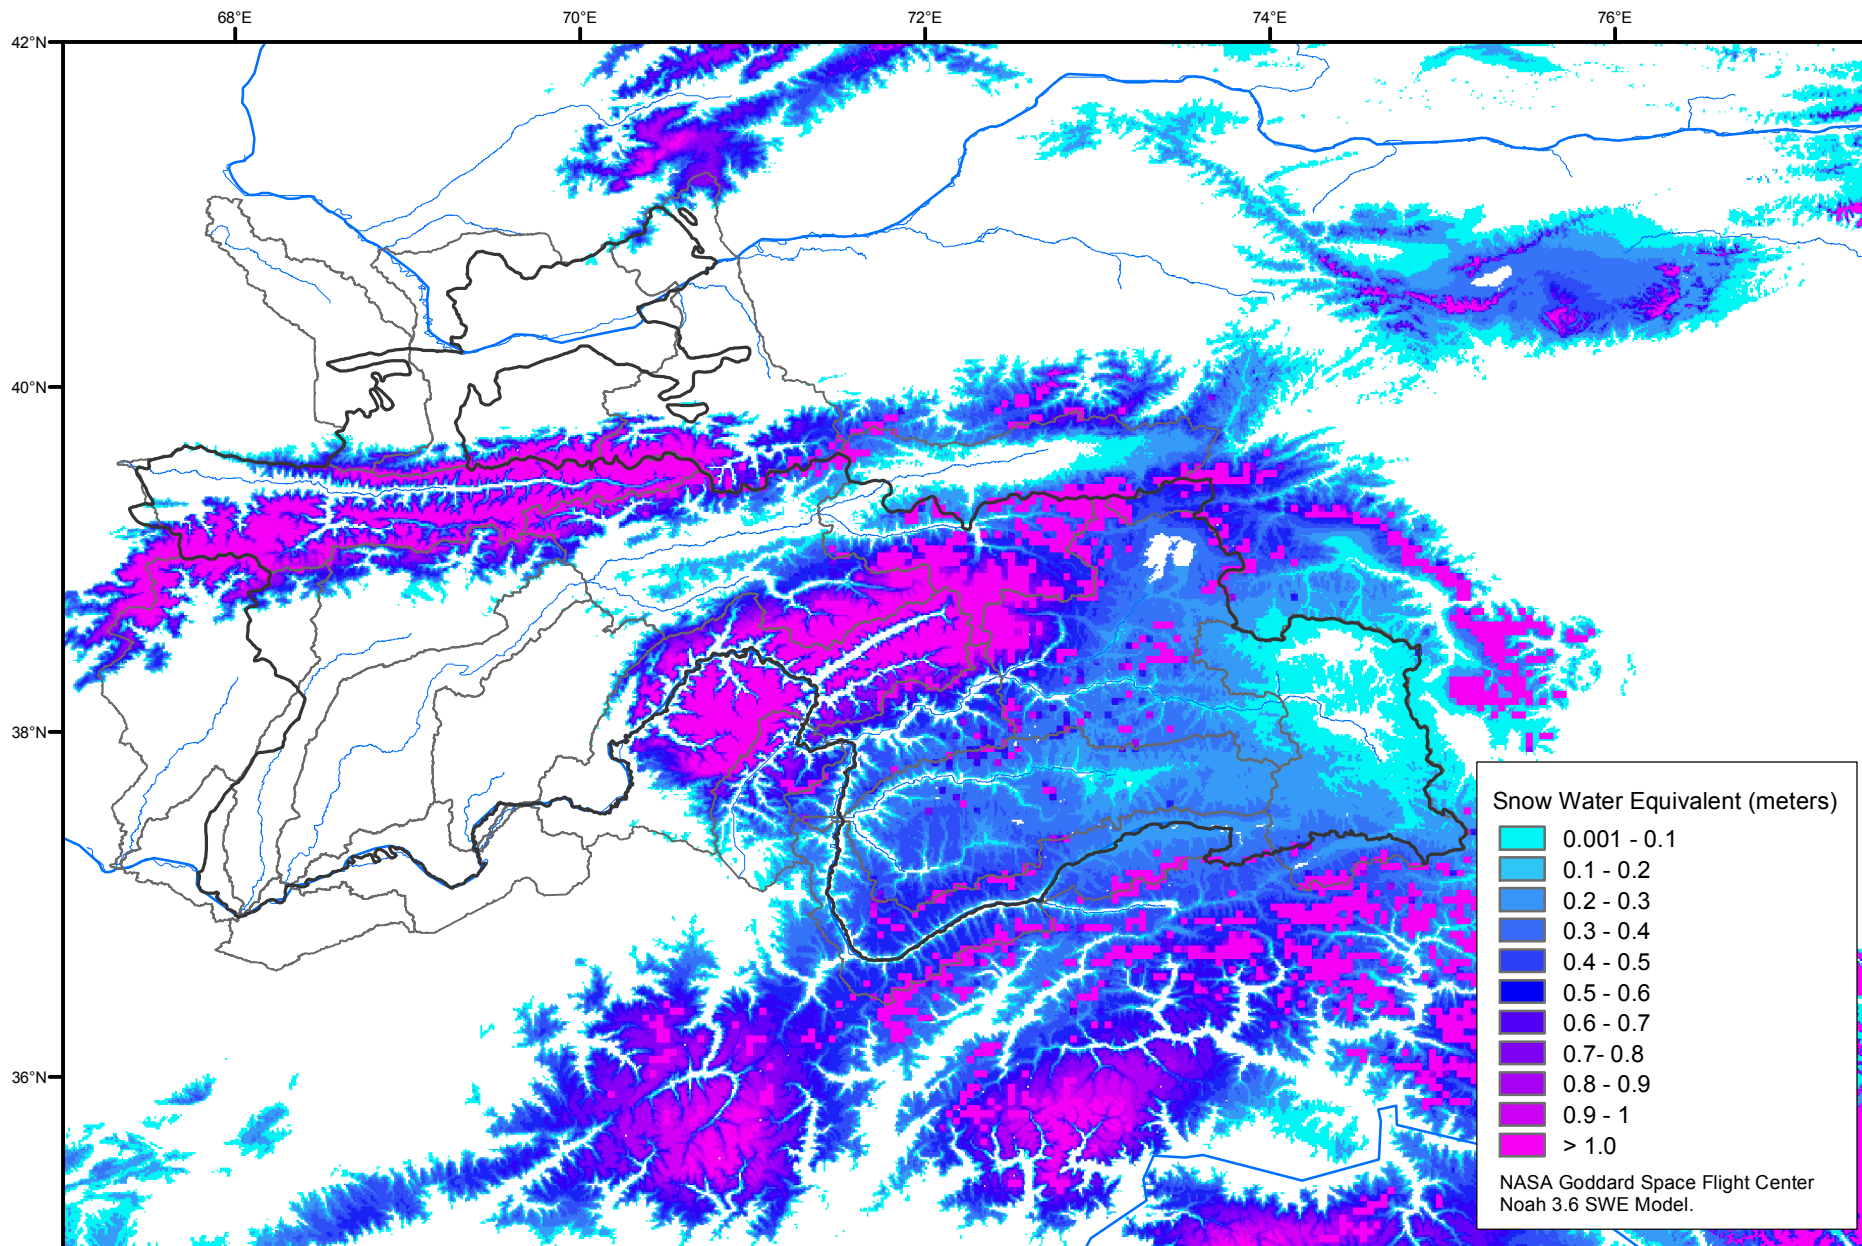 68°E
70°E
72°E
74°E
76°E
42°N
40°N
38°N
36°N
Snow Water Equivalent (meters)
0.001 - 0.1
0.1 - 0.2
0.2 - 0.3
0.3 - 0.4
0.4 - 0.5
0.5 - 0.6
0.6 - 0.7
0.7- 0.8
0.8 - 0.9
0.9 - 1
> 1.0
NASA Goddard Space Flight Center
Noah 3.6 SWE Model.